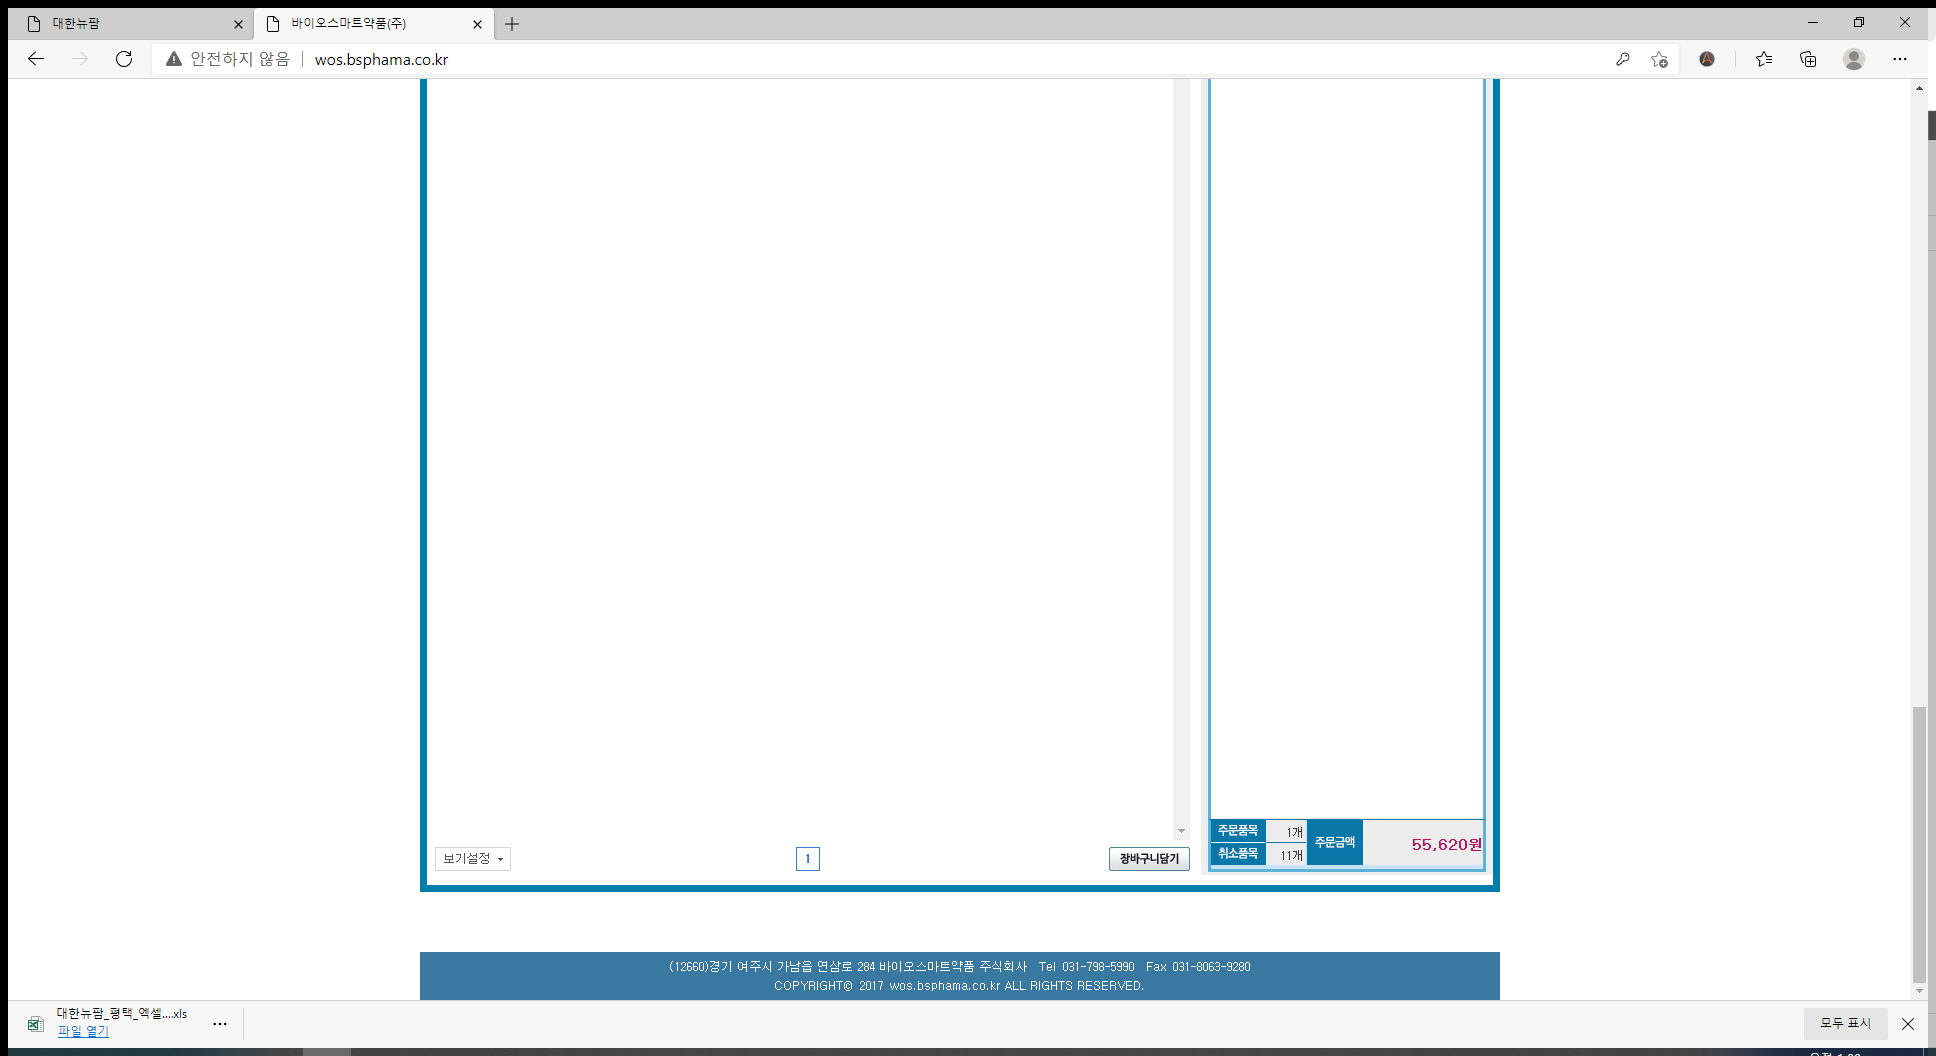 대한뉴팜
바이오스마트약품(주)
안전하지 않음
wos.bsphama.co.kr
주문품목 1개
취소품목 11개
주문금액
55,620원
보기설정
1
장바구니담기
(12660)경기 여주시 가남읍 연삼로 284 바이오스마트약품 주식회사 Tel 031-798-5990 Fax 031-8063-9280
COPYRIGHT© 2017 wos.bsphama.co.kr ALL RIGHTS RESERVED.
대한뉴팜_평택_엑셀....xls
파일 열기
모두 표시